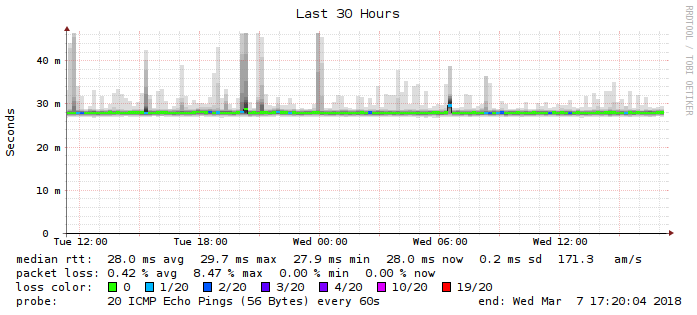 Last 30 Hours
RRDTOOL / TOBI OETIKER
Seconds
40 m
30 m
20 m
10 m
0
Tue 12:00 Tue 18:00 Wed 00:00 Wed 06:00 Wed 12:00
median rtt: 28.0 ms avg 29.7 ms max 27.9 ms min 28.0 ms now 0.2 ms sd 171.3 am/s
packet loss: 0.42 % avg 8.47 % max 0.00 % min 0.00 % now
loss color: 0 1/20 2/20 3/20 4/20 10/20 19/20
probe: 20 ICMP Echo Pings (56 Bytes) every 60s end: Wed Mar 7 17:20:04 2018